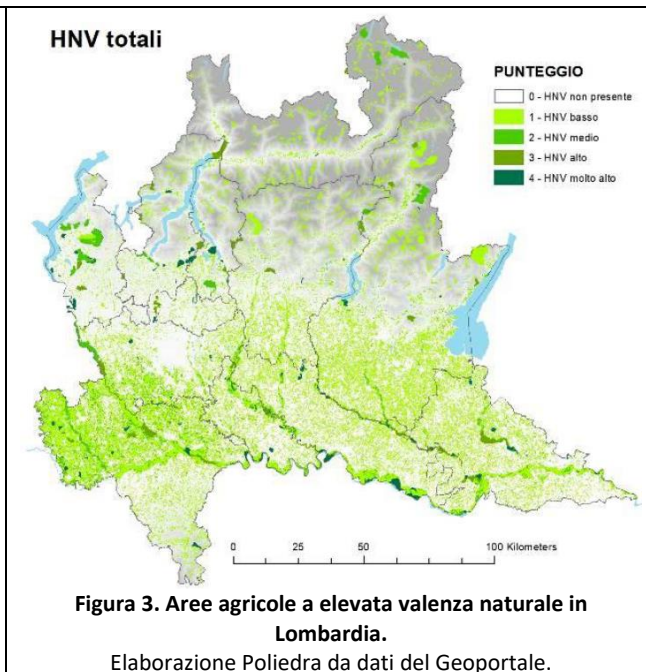 HNV totali
PUNTEGGIO
0 - HNV non presente
1 - HNV basso
2 - HNV medio
3 - HNV alto
4 - HNV molto alto
0 25 50 100 Kilometers
Figura 3. Aree agricole a elevata valenza naturale in
Lombardia.
Elaborazione Poliedra da dati del Geoportale.